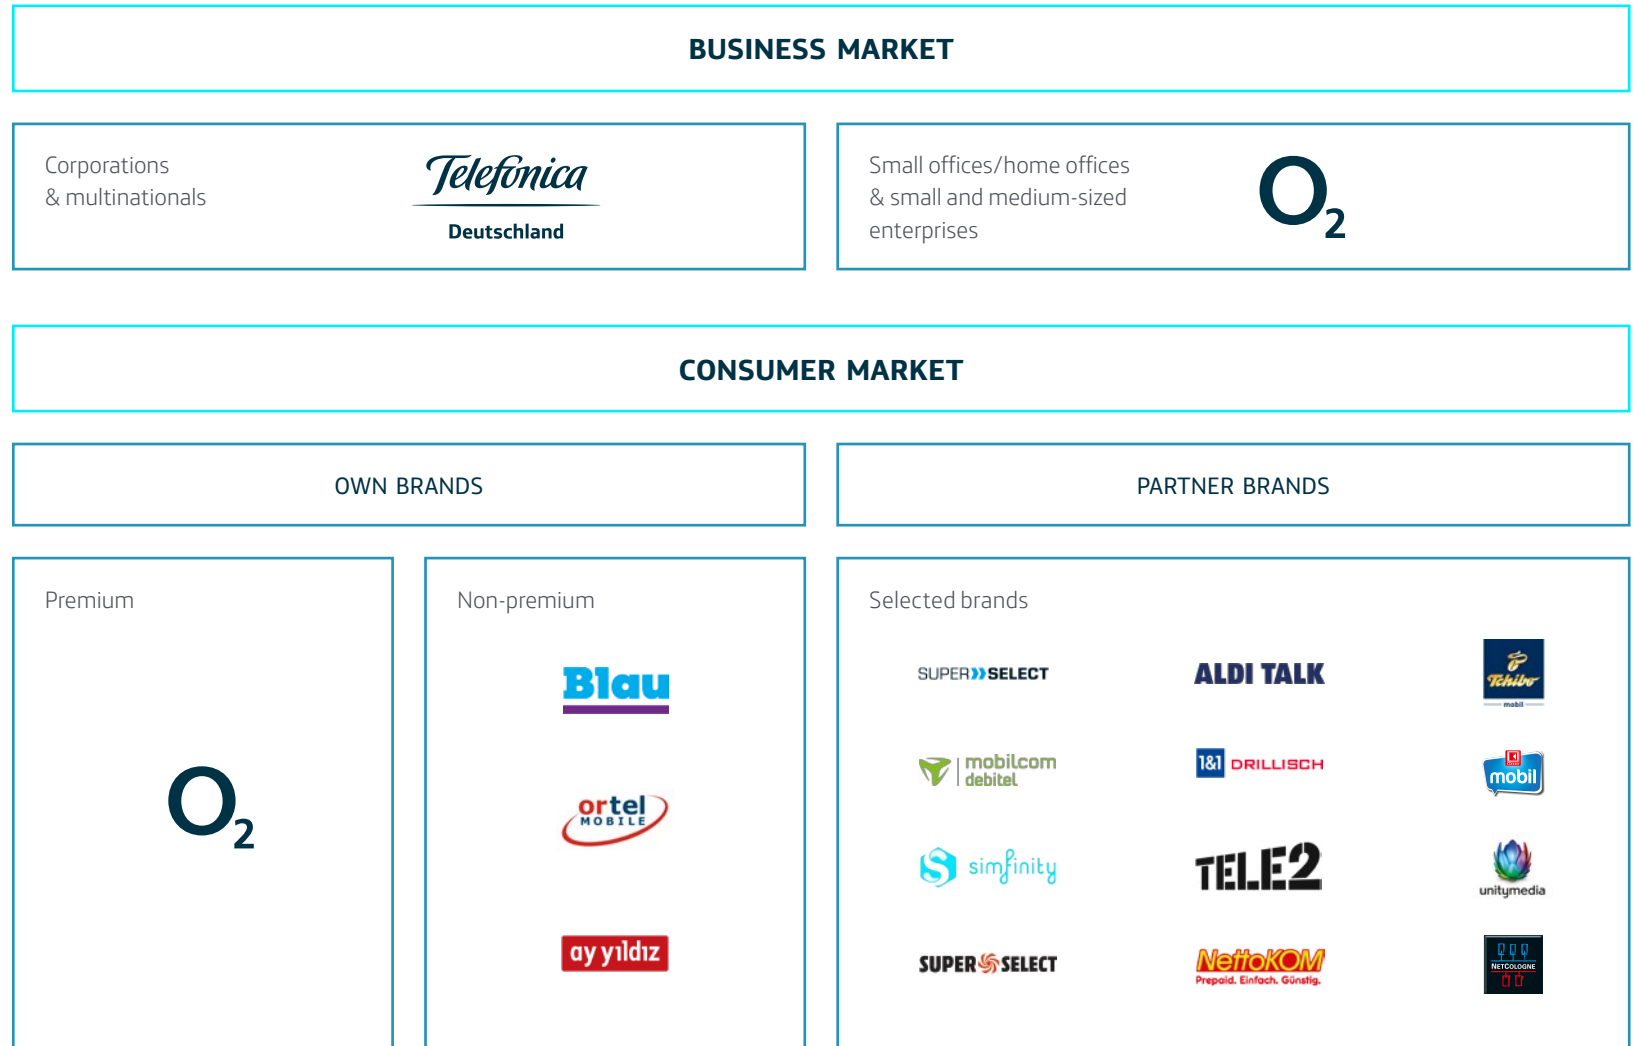 BUSINESS MARKET
Corporations
& multinationals
Telefónica
Deutschland
Small offices/home offices
& small and medium-sized
enterprises
O2
CONSUMER MARKET
OWN BRANDS
PARTNER BRANDS
Premium
O2
Non-premium
Blau
ortel
MOBILE
ay yıldız
Selected brands
SUPER SELECT
ALDI TALK
Tchibo
mobil
mobilcom
debitel
1&1 DRILLISCH
mobil
simfinity
TELE2
unitymedia
SUPER SELECT
NettoKOM
Prepaid. Einfach. Günstig.
NETCOLOGNE